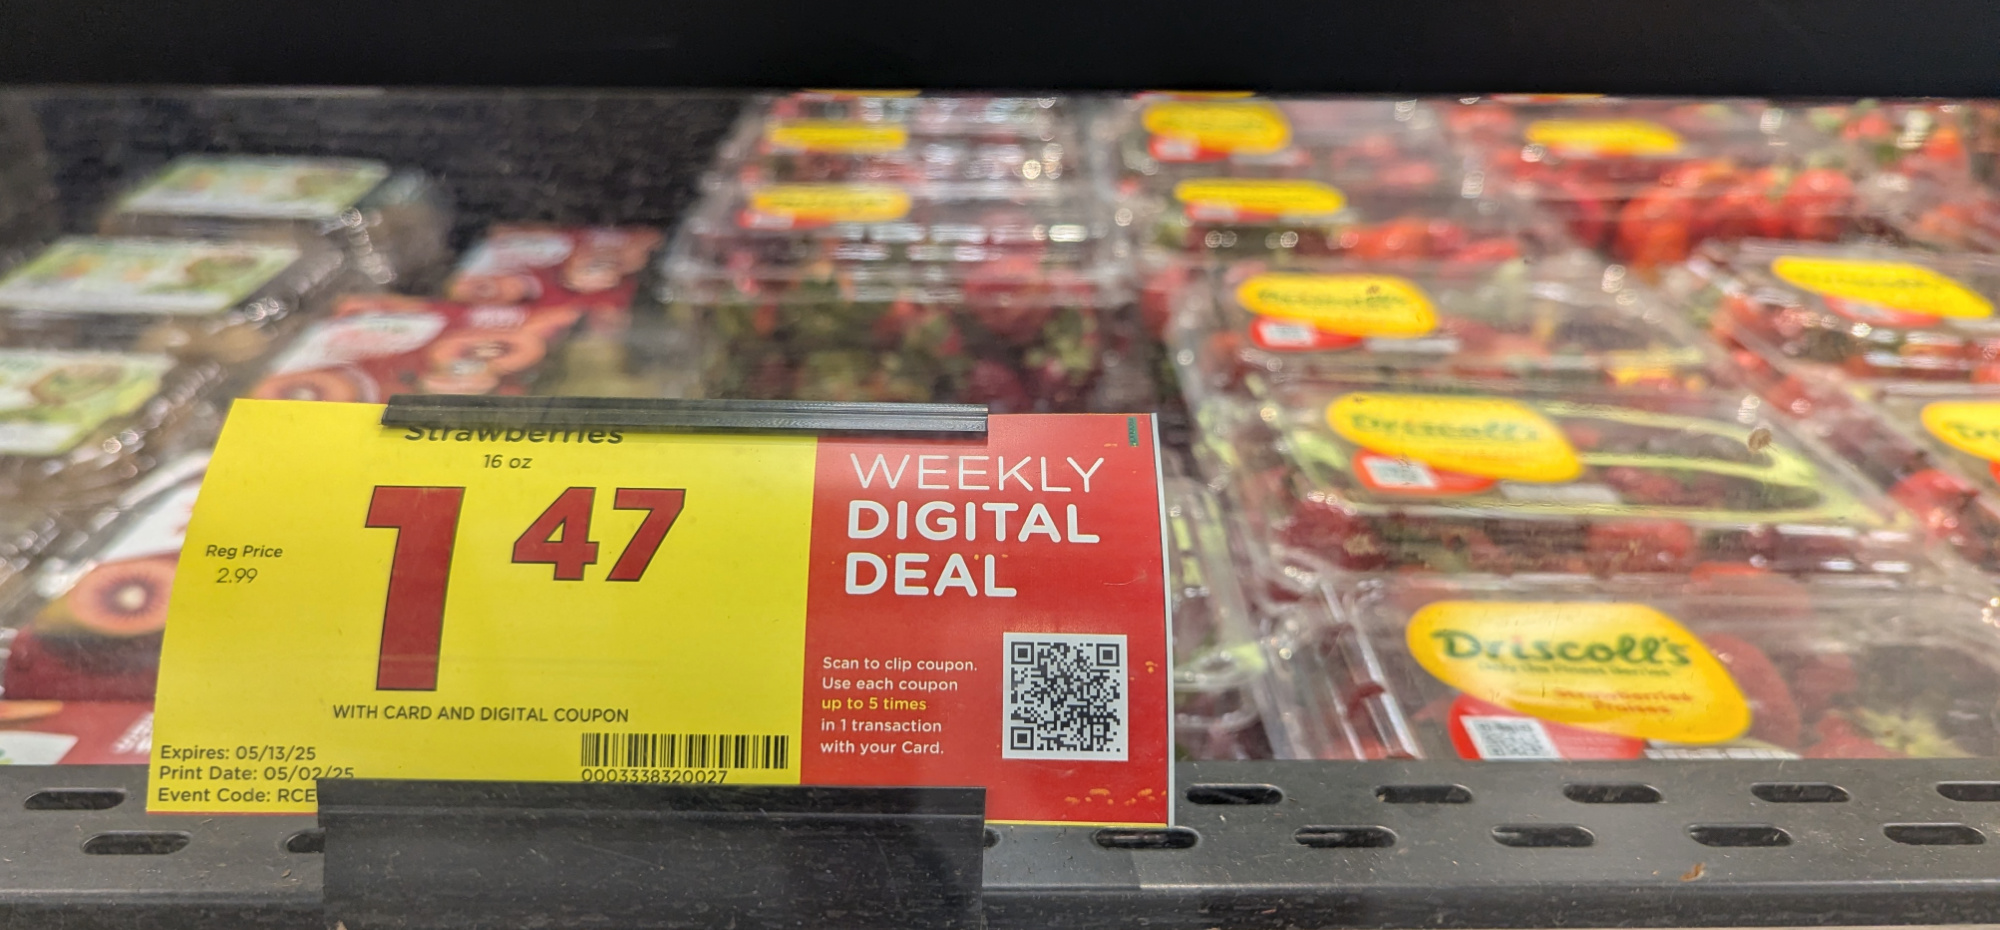 Strawberries
16 oz
Reg Price
2.99
1 47
WITH CARD AND DIGITAL COUPON
Expires: 05/13/25
Print Date: 05/02/25
Event Code: RCE
0003338320027
WEEKLY
DIGITAL
DEAL
Scan to clip coupon.
Use each coupon
up to 5 times
in 1 transaction
with your Card.
Driscoll's
Driscoll's
Strawberries